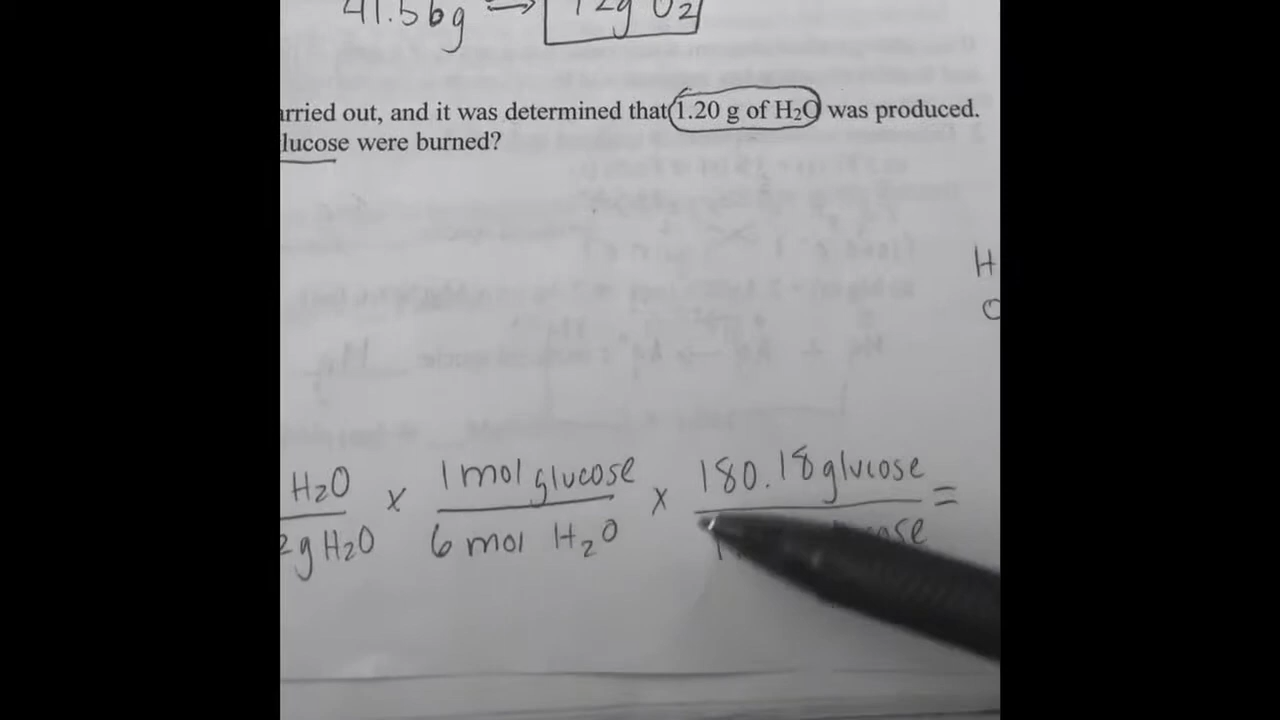 41.56g → 12g O2
arried out, and it was determined that 1.20 g of H₂O was produced.
lucose were burned?
H
O
H2O x 1 mol glucose x 180.18 glucose =
2g H2O 6 mol H2O